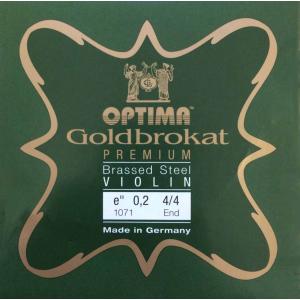 OPTIMA
Goldbrokat
PREMIUM
Brassed Steel
VIOLIN
e" 0,2 4/4
1071 End
Made in Germany